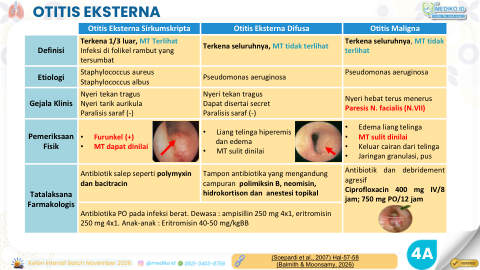 OTITIS EKSTERNA
MEDIKO.ID
Otitis Eksterna Sirkumskripta
Otitis Eksterna Difusa
Otitis Maligna
Definisi
Terkena 1/3 luar, MT Terlihat
Infeksi di folikel rambut yang
tersumbat
Terkena seluruhnya, MT tidak terlihat
Terkena seluruhnya, MT tidak
terlihat
Etiologi
Staphylococcus aureus
Staphylococcus albus
Pseudomonas aeruginosa
Pseudomonas aeruginosa
Gejala Klinis
Nyeri tekan tragus
Nyeri tarik aurikula
Paralisis saraf (-)
Nyeri tekan tragus
Dapat disertai secret
Paralisis saraf (-)
Nyeri hebat terus menerus
Paresis N. facialis (N.VII)
Pemeriksaan
Fisik
• Furunkel (+)
• MT dapat dinilai
• Liang telinga hiperemis
dan edema
• MT sulit dinilai
• Edema liang telinga
• MT sulit dinilai
• Keluar cairan dari telinga
• Jaringan granulasi, pus
Tatalaksana
Farmakologis
Antibiotik salep seperti polymyxin
dan bacitracin
Tampon antibiotika yang mengandung
campuran polimiksin B, neomisin,
hidrokortison dan anestesi topikal
Antibiotik dan debridement
agresif
Ciprofloxacin 400 mg IV/8
jam; 750 mg PO/12 jam
Antibiotika PO pada infeksi berat. Dewasa : ampisillin 250 mg 4x1, eritromisin
250 mg 4x1. Anak-anak : Eritromisin 40-50 mg/kgBB
4A
(Soepardi et al., 2007) Hal-57-58
(Balmith & Moonsamy, 2026)